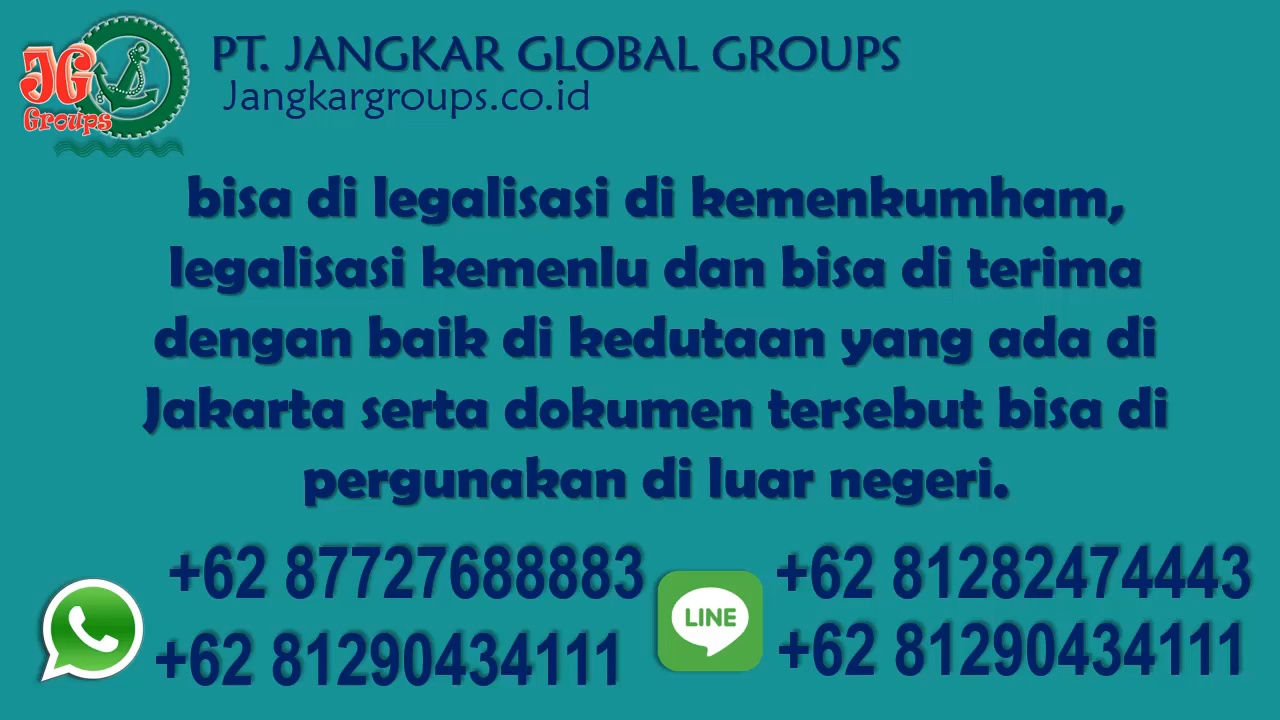 JG
Groups
PT. JANGKAR GLOBAL GROUPS
Jangkargroups.co.id
bisa di legalisasi di kemenkumham,
legalisasi kemenlu dan bisa di terima
dengan baik di kedutaan yang ada di
Jakarta serta dokumen tersebut bisa di
pergunakan di luar negeri.
+62 87727688883
+62 81290434111
LINE
+62 81282474443
+62 81290434111